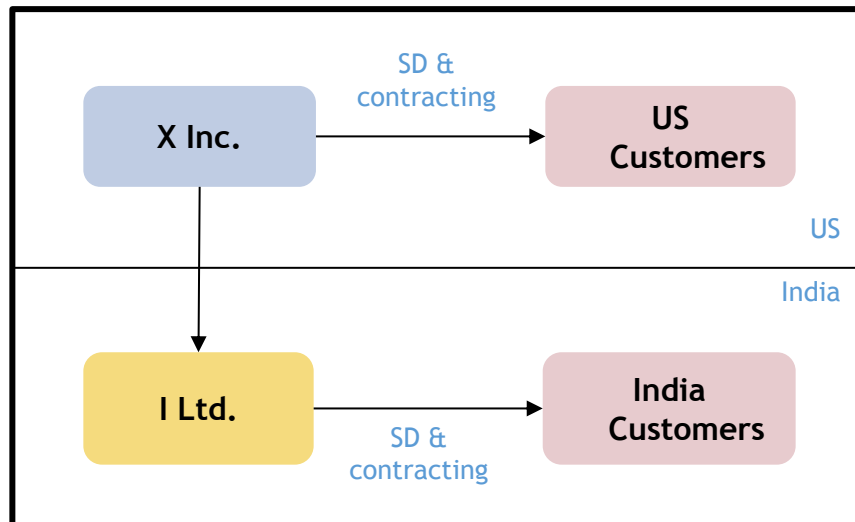 SD &
contracting
X Inc.
US
Customers
US
India
I Ltd.
India
Customers
SD &
contracting